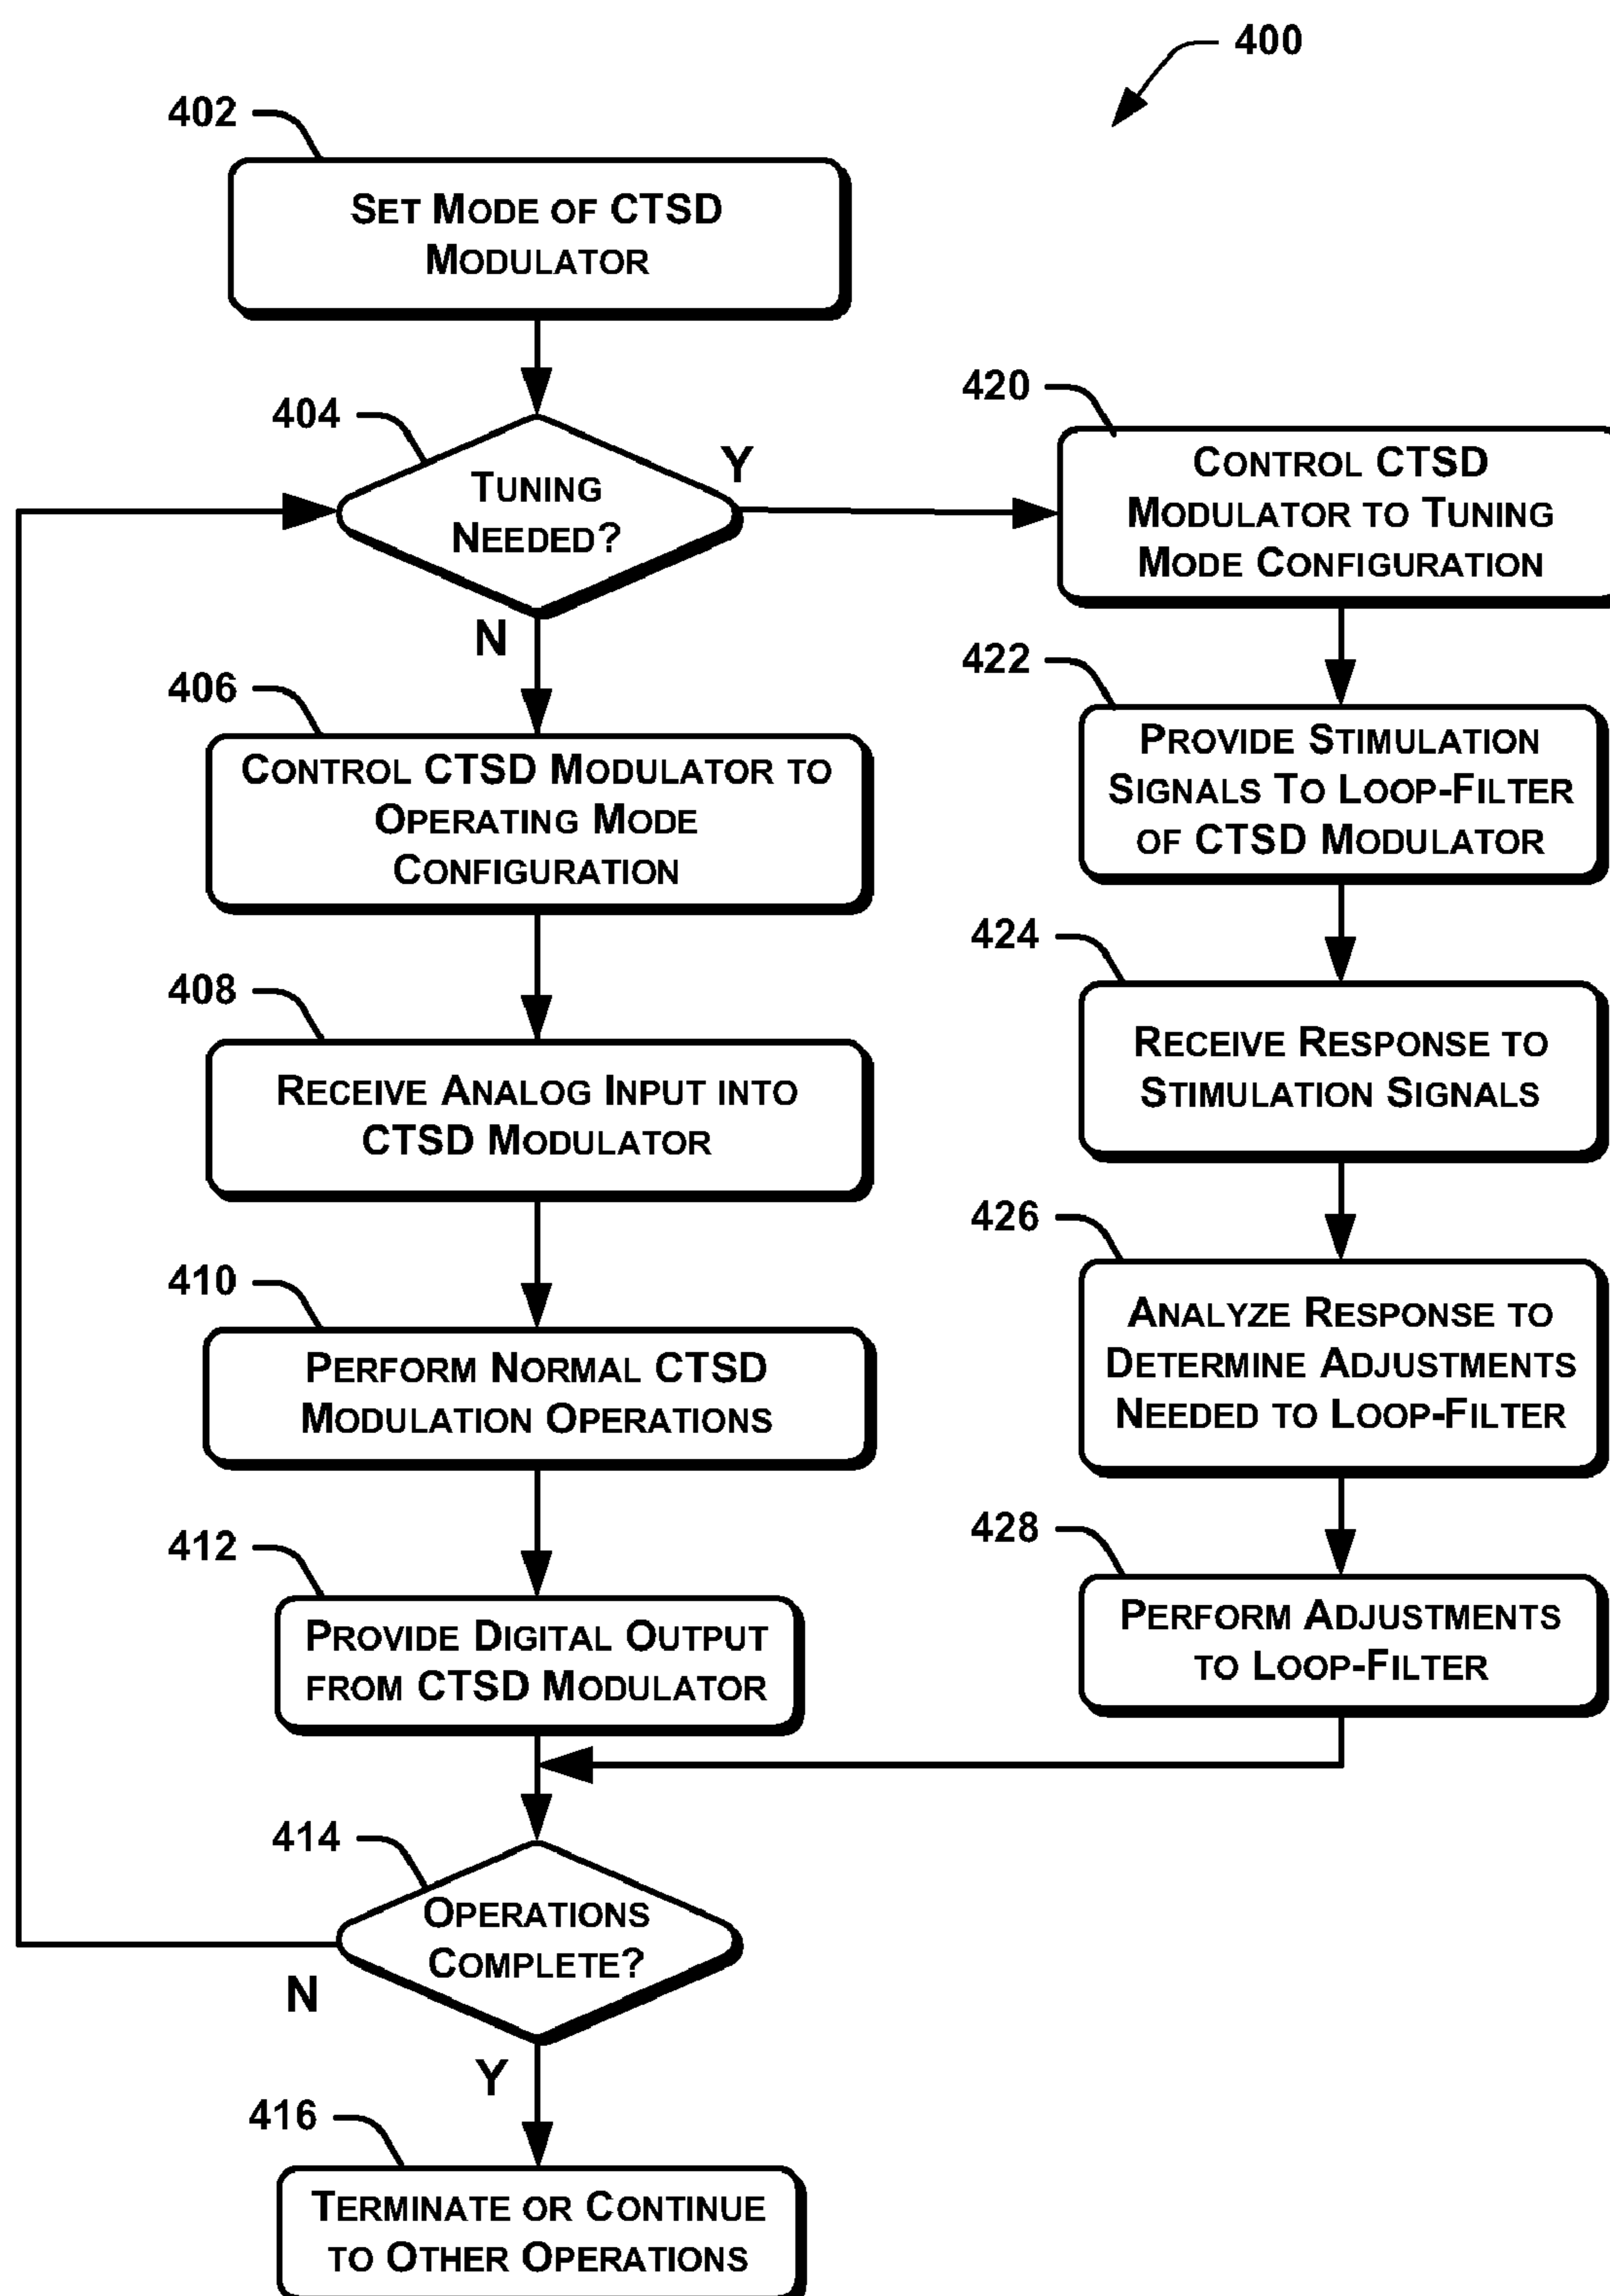 400
402
SET MODE OF CTSD
MODULATOR
404
TUNING
NEEDED?
Y
N
420
CONTROL CTSD
MODULATOR TO TUNING
MODE CONFIGURATION
406
CONTROL CTSD MODULATOR TO
OPERATING MODE
CONFIGURATION
422
PROVIDE STIMULATION
SIGNALS TO LOOP-FILTER
OF CTSD MODULATOR
408
RECEIVE ANALOG INPUT INTO
CTSD MODULATOR
424
RECEIVE RESPONSE TO
STIMULATION SIGNALS
410
PERFORM NORMAL CTSD
MODULATION OPERATIONS
426
ANALYZE RESPONSE TO
DETERMINE ADJUSTMENTS
NEEDED TO LOOP-FILTER
412
PROVIDE DIGITAL OUTPUT
FROM CTSD MODULATOR
428
PERFORM ADJUSTMENTS
TO LOOP-FILTER
414
OPERATIONS
COMPLETE?
N
Y
416
TERMINATE OR CONTINUE
TO OTHER OPERATIONS